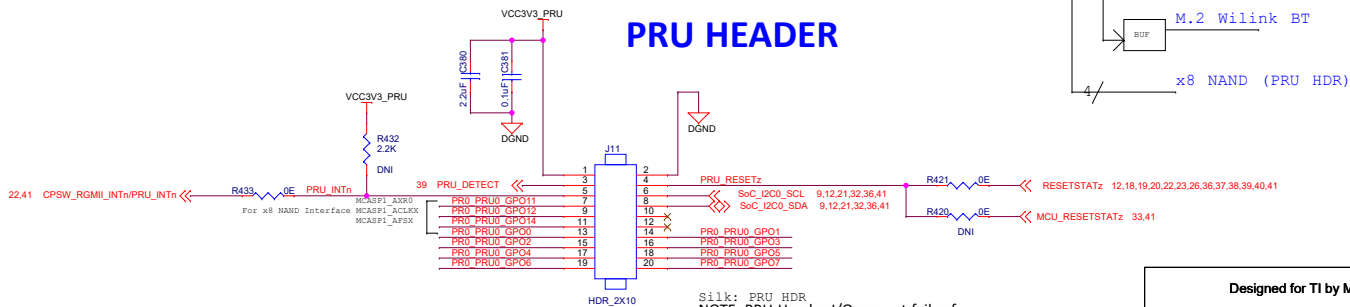 VCC3V3_PRU
PRU HEADER
M.2 Wilink BT
BUF
x8 NAND (PRU HDR)
4
C380
2.2uF
C381
0.1uF
DGND
DGND
VCC3V3_PRU
R432
2.2K
DNI
J11
22,41 CPSW_RGMII_INTn/PRU_INTn
R433 0E
PRU_INTn
For x8 NAND Interface
MCASP1_AXR0
MCASP1_ACLKX
MCASP1_AFSX
39 PRU_DETECT
PR0_PRU0_GPO11
PR0_PRU0_GPO12
PR0_PRU0_GPO14
PR0_PRU0_GPO0
PR0_PRU0_GPO2
PR0_PRU0_GPO4
PR0_PRU0_GPO6
1 2
3 4
5 6
7 8
9 10
11 12
13 14
15 16
17 18
19 20
PRU_RESETz
SoC_I2C0_SCL 9,12,21,32,36,41
SoC_I2C0_SDA 9,12,21,32,36,41
PR0_PRU0_GPO1
PR0_PRU0_GPO3
PR0_PRU0_GPO5
PR0_PRU0_GPO7
R421 0E
RESETSTATz 12,18,19,20,22,23,26,36,37,38,39,40,41
R420 0E
DNI
MCU_RESETSTATz 33,41
HDR_2X10
Silk: PRU_HDR
Designed for TI by M